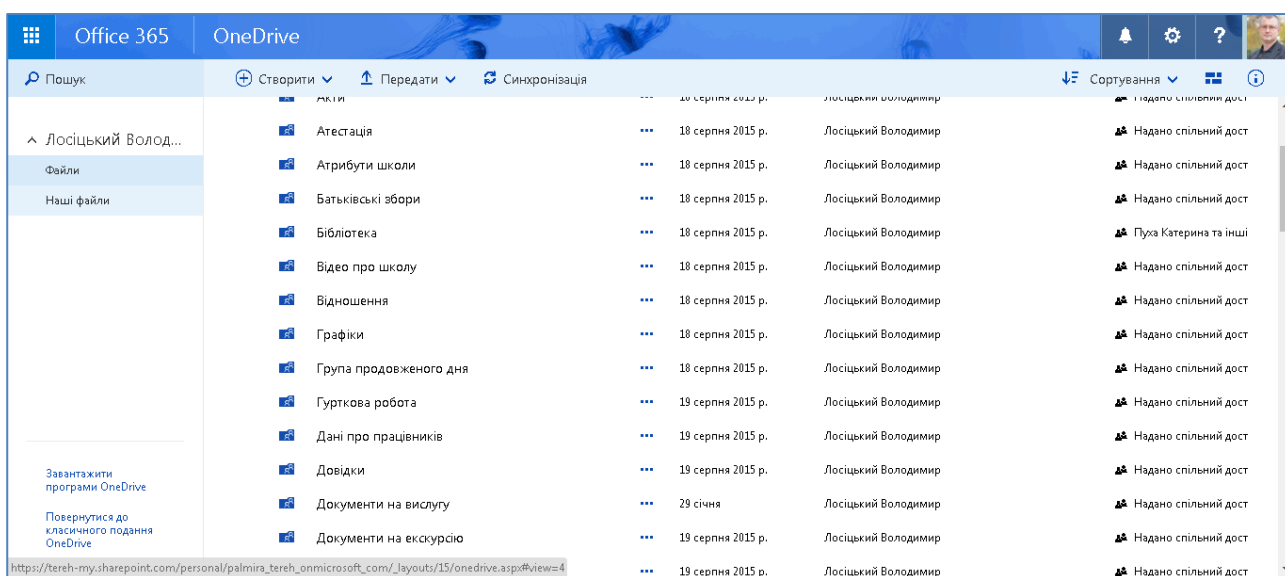 Office 365 OneDrive ?
Пошук Створити Передати Синхронізація Сортування
Акти ... 18 серпня 2015 р. Лосіцький Володимир Надано спільний дост
Лосіцький Волод...
Файли
Наші файли
Атестація ... 18 серпня 2015 р. Лосіцький Володимир Надано спільний дост
Атрибути школи ... 18 серпня 2015 р. Лосіцький Володимир Надано спільний дост
Батьківські збори ... 18 серпня 2015 р. Лосіцький Володимир Надано спільний дост
Бібліотека ... 18 серпня 2015 р. Лосіцький Володимир Пуха Катерина та інші
Відео про школу ... 18 серпня 2015 р. Лосіцький Володимир Надано спільний дост
Відношення ... 18 серпня 2015 р. Лосіцький Володимир Надано спільний дост
Графіки ... 18 серпня 2015 р. Лосіцький Володимир Надано спільний дост
Група продовженого дня ... 18 серпня 2015 р. Лосіцький Володимир Надано спільний дост
Гурткова робота ... 19 серпня 2015 р. Лосіцький Володимир Надано спільний дост
Дані про працівників ... 19 серпня 2015 р. Лосіцький Володимир Надано спільний дост
Довідки ... 19 серпня 2015 р. Лосіцький Володимир Надано спільний дост
Документи на вислугу ... 29 січня Лосіцький Володимир Надано спільний дост
Документи на екскурсію ... 19 серпня 2015 р. Лосіцький Володимир Надано спільний дост
... 19 серпня 2015 р. Лосіцький Володимир Надано спільний дост
Завантажити
програми OneDrive
Повернутися до
класичного подання
OneDrive
https://tereh-my.sharepoint.com/personal/palmira_tereh_onmicrosoft_com/_layouts/15/onedrive.aspx#view=4